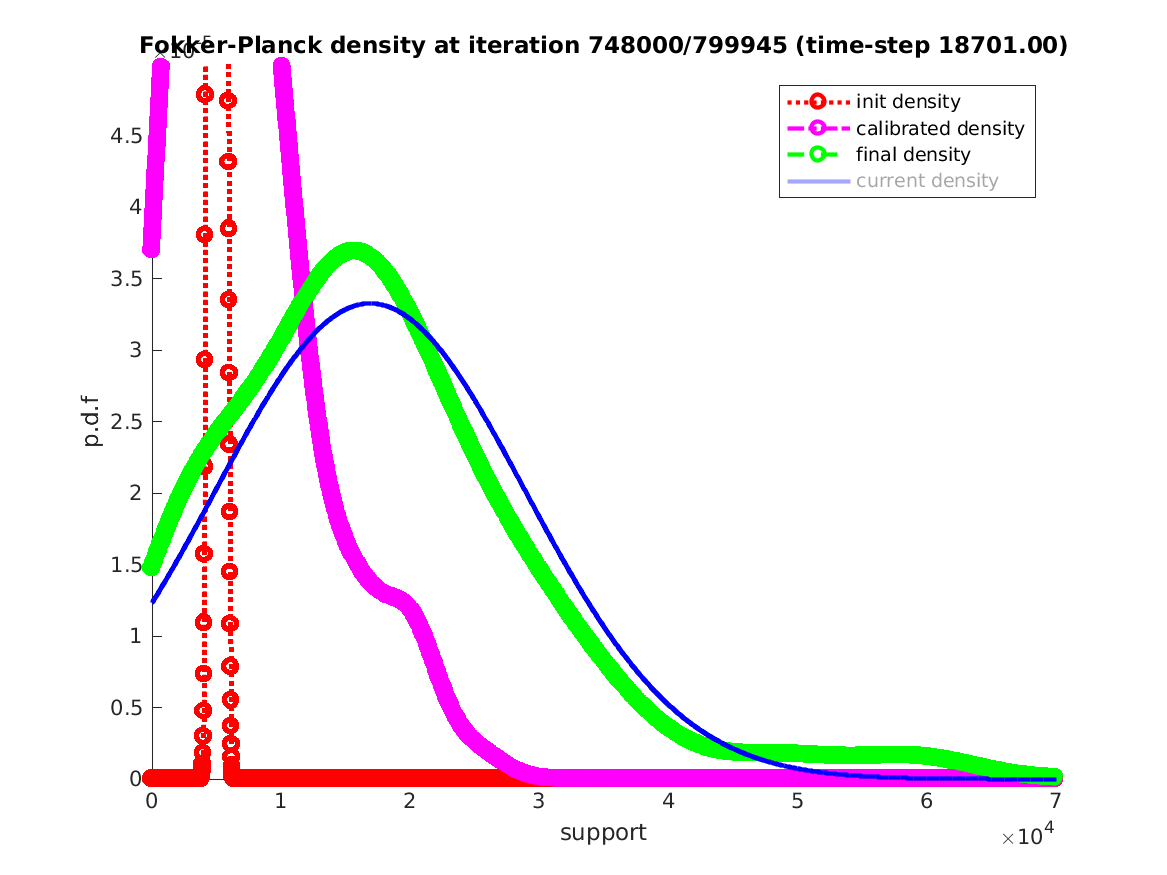 Fokker-Planck density at iteration 748000/799945 (time-step 18701.00)
×10-5
init density
calibrated density
final density
current density
4.5
4
3.5
3
2.5
2
1.5
1
0.5
0
p.d.f
0 1 2 3 4 5 6 7
support
×10^4